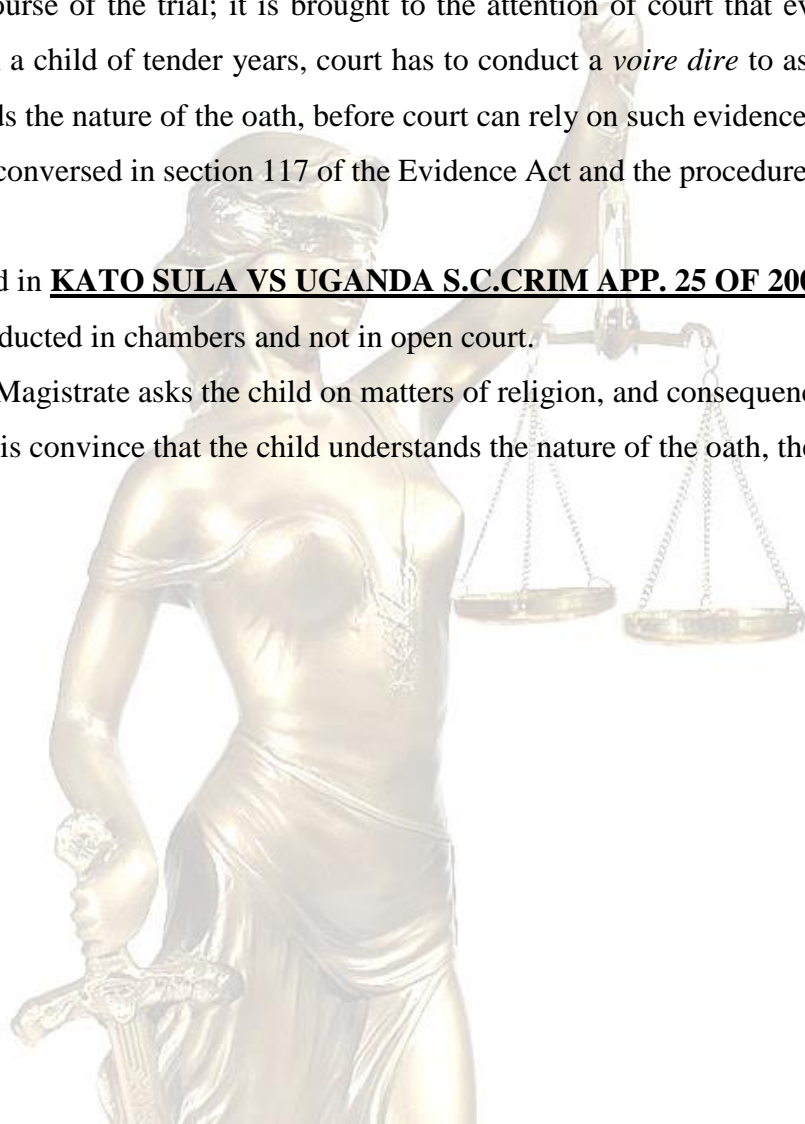 urse of the trial; it is brought to the attention of court that ev
a child of tender years, court has to conduct a voire dire to as
ds the nature of the oath, before court can rely on such evidence
conversed in section 117 of the Evidence Act and the procedure
d in KATO SULA VS UGANDA S.C.CRIM APP. 25 OF 200
ducted in chambers and not in open court.
Magistrate asks the child on matters of religion, and consequenc
is convince that the child understands the nature of the oath, the